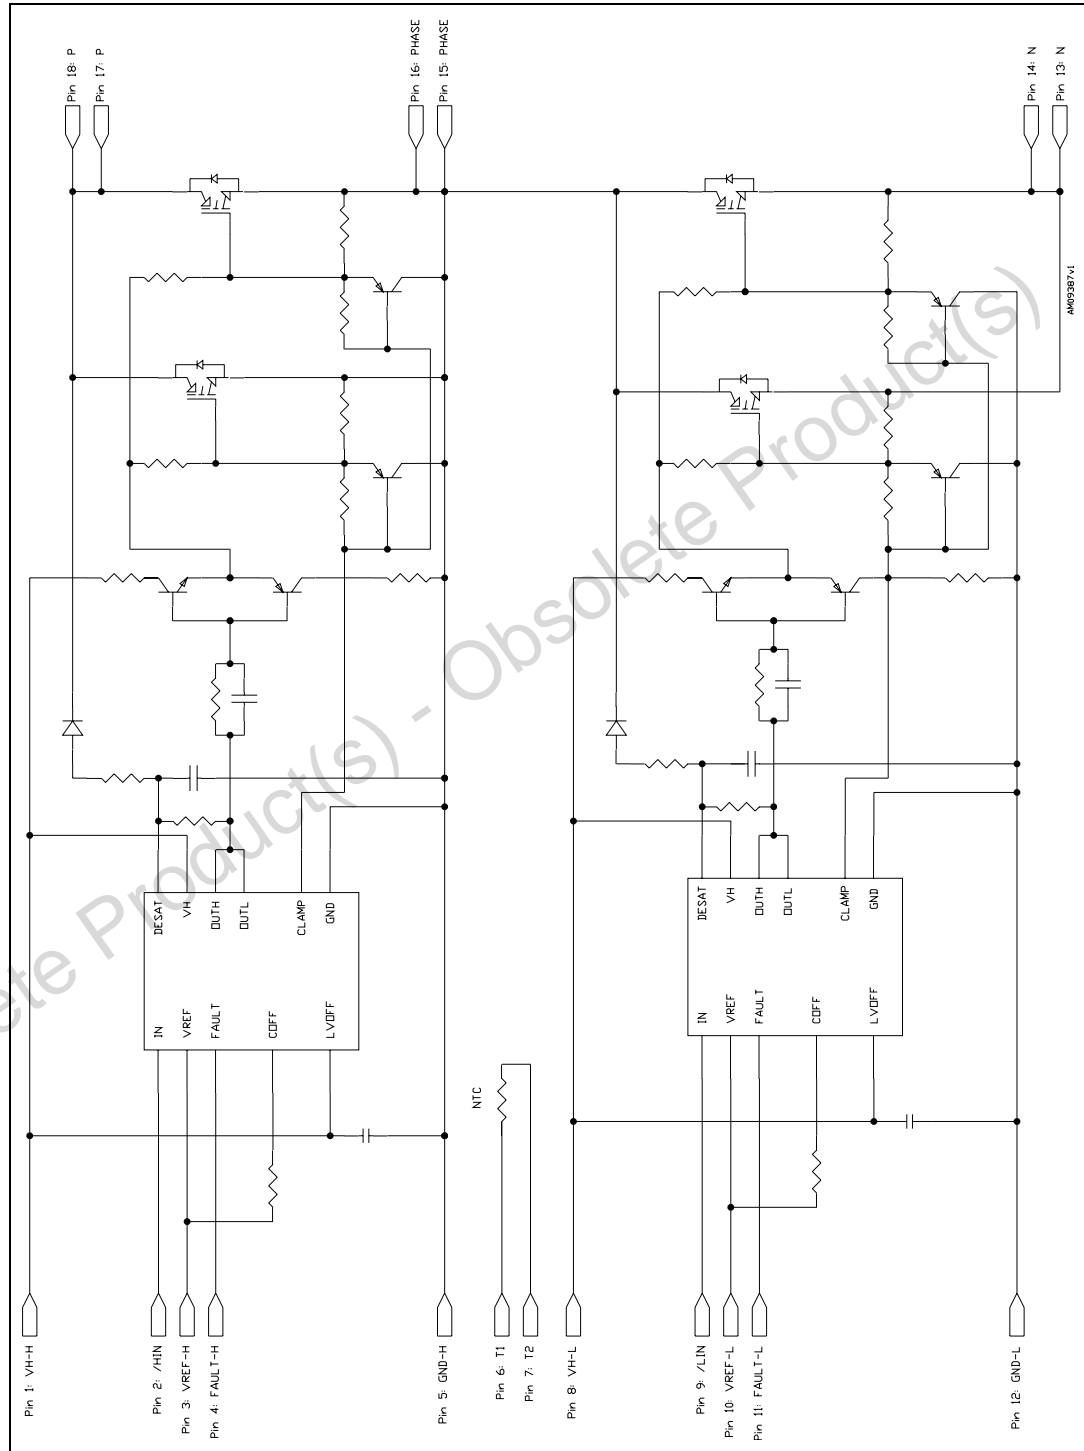 Pin 18: P
Pin 17: P
Pin 16: PHASE
Pin 15: PHASE
Pin 14: N
Pin 13: N
AM09387v1
DESAT
VH
OUTH
OUTL
CLAMP
GND
IN
VREF
FAULT
COFF
LVOFF
DESAT
VH
OUTH
OUTL
CLAMP
GND
IN
VREF
FAULT
COFF
LVOFF
NTC
Pin 1: VH-H
Pin 2: /HIN
Pin 3: VREF-H
Pin 4: FAULT-H
Pin 5: GND-H
Pin 6: T1
Pin 7: T2
Pin 8: VH-L
Pin 9: /LIN
Pin 10: VREF-L
Pin 11: FAULT-L
Pin 12: GND-L
ete Product(s) - Obsolete Product(s)